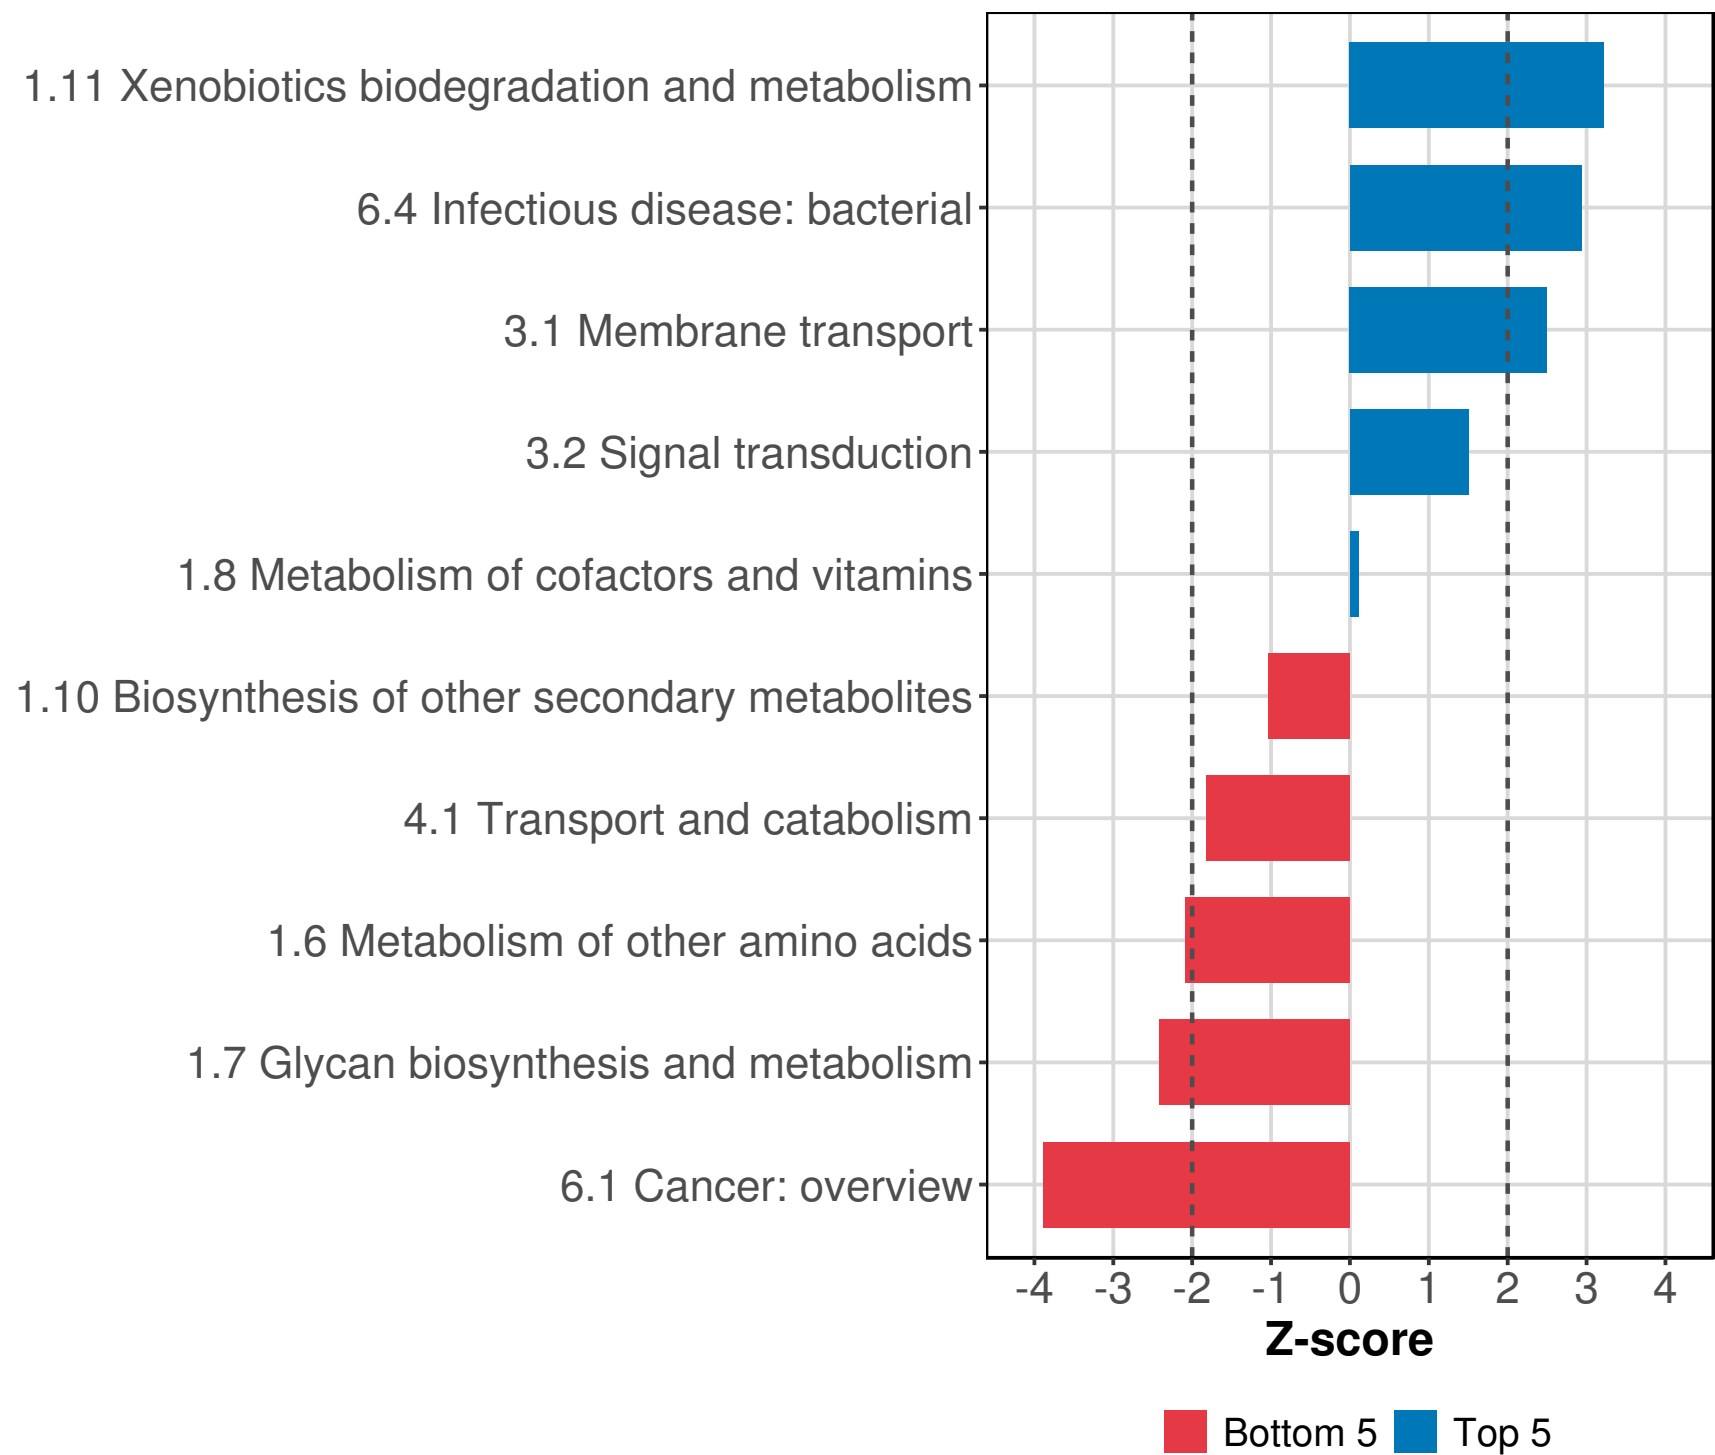 1.11 Xenobiotics biodegradation and metabolism
6.4 Infectious disease: bacterial
3.1 Membrane transport
3.2 Signal transduction
1.8 Metabolism of cofactors and vitamins
1.10 Biosynthesis of other secondary metabolites
4.1 Transport and catabolism
1.6 Metabolism of other amino acids
1.7 Glycan biosynthesis and metabolism
6.1 Cancer: overview
-4 -3 -2 -1 0 1 2 3 4
Z-score
Bottom 5 Top 5